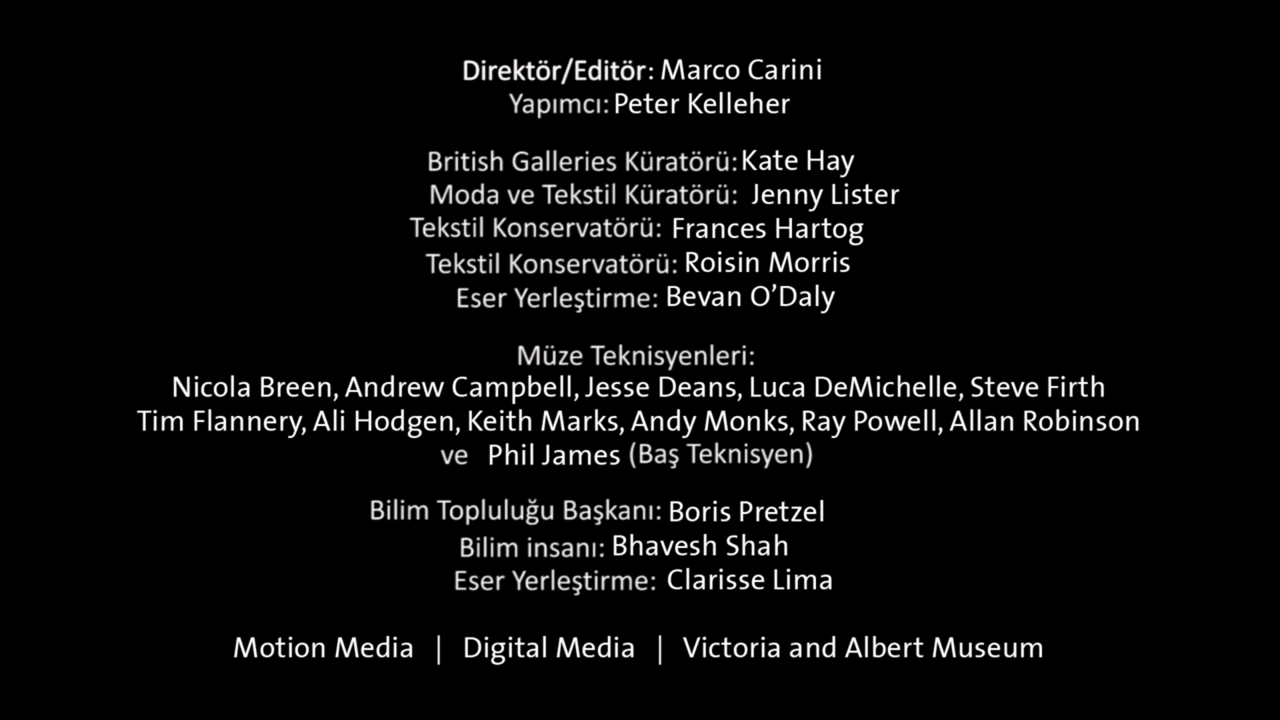 Direktör/Editör: Marco Carini
Yapımcı: Peter Kelleher
British Galleries Küratörü: Kate Hay
Moda ve Tekstil Küratörü: Jenny Lister
Tekstil Konservatörü: Frances Hartog
Tekstil Konservatörü: Roisin Morris
Eser Yerleştirme: Bevan O’Daly
Müze Teknisyenleri:
Nicola Breen, Andrew Campbell, Jesse Deans, Luca DeMichelle, Steve Firth
Tim Flannery, Ali Hodgen, Keith Marks, Andy Monks, Ray Powell, Allan Robinson
ve Phil James (Baş Teknisyen)
Bilim Topluluğu Başkanı: Boris Pretzel
Bilim insanı: Bhavesh Shah
Eser Yerleştirme: Clarisse Lima
Motion Media | Digital Media | Victoria and Albert Museum